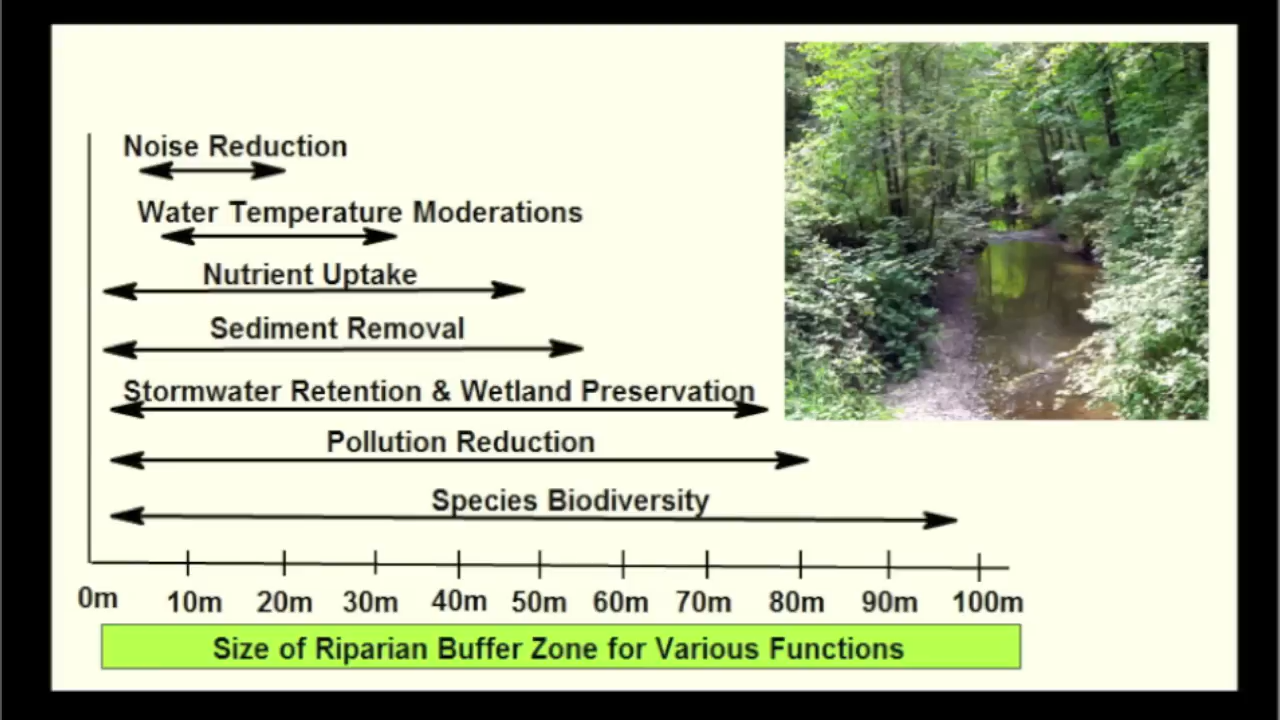 Noise Reduction
Water Temperature Moderations
Nutrient Uptake
Sediment Removal
Stormwater Retention & Wetland Preservation
Pollution Reduction
Species Biodiversity
0m 10m 20m 30m 40m 50m 60m 70m 80m 90m 100m
Size of Riparian Buffer Zone for Various Functions